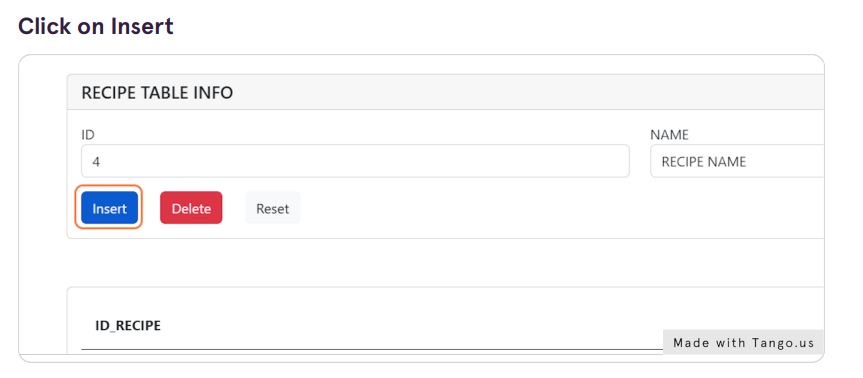 Click on Insert
RECIPE TABLE INFO
ID NAME
4 RECIPE NAME
Insert Delete Reset
ID_RECIPE
Made with Tango.us